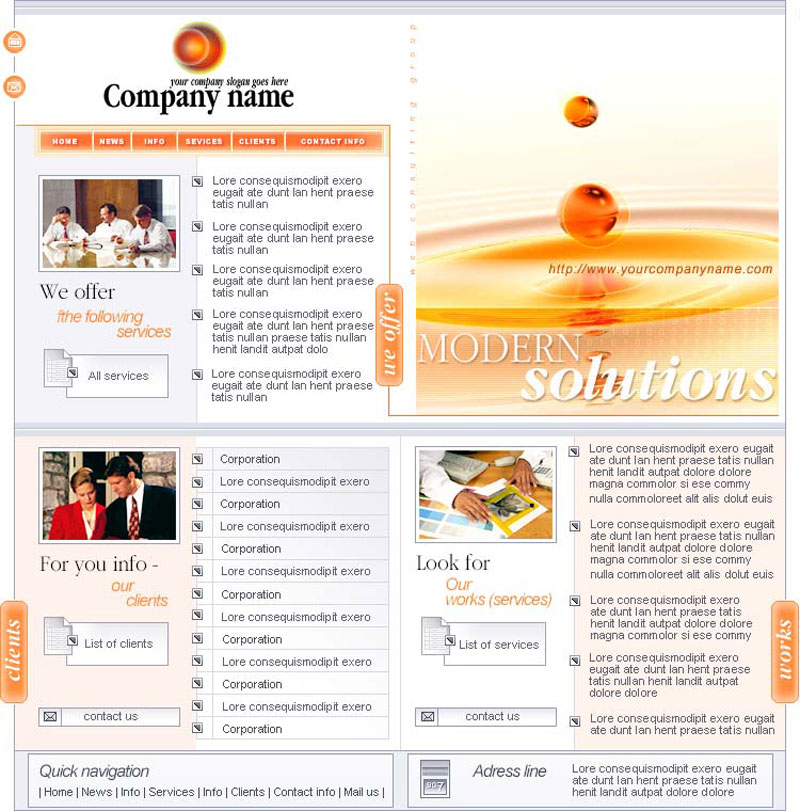 your company slogan goes here
Company name
HOME
NEWS
INFO
SEVICES
CLIENTS
CONTACT INFO
web consulting group
Lore consequismodipit exero
eugait ate dunt lan hent praese
tatis nullan
Lore consequismodipit exero
eugait ate dunt lan hent praese
tatis nullan
Lore consequismodipit exero
eugait ate dunt lan hent praese
tatis nullan
Lore consequismodipit exero
eugait ate dunt lan hent praese
tatis nullan praese tatis nullan
henit landit autpat dolo
Lore consequismodipit exero
eugait ate dunt lan hent praese
tatis nullan
We offer
fthe following
services
All services
we offer
http://www.yourcompanyname.com
MODERN
solutions
For you info -
our
clients
List of clients
contact us
clients
Corporation
Lore consequismodipit exero
Corporation
Lore consequismodipit exero
Corporation
Lore consequismodipit exero
Corporation
Lore consequismodipit exero
Corporation
Lore consequismodipit exero
Corporation
Lore consequismodipit exero
Corporation
Look for
Our
works (services)
List of services
contact us
Lore consequismodipit exero eugait
ate dunt lan hent praese tatis nullan
henit landit autpat dolore dolore
magna commolor si ese commy
nulla commoloreet alit alis dolut euis
Lore consequismodipit exero eugait
ate dunt lan hent praese tatis nullan
henit landit autpat dolore dolore
magna commolor si ese commy
nulla commoloreet alit alis dolut euis
Lore consequismodipit exero eugait
ate dunt lan hent praese tatis nullan
henit landit autpat dolore dolore
magna commolor si ese commy
Lore consequismodipit exero
eugait ate dunt lan hent praese
tatis nullan henit landit autpat
dolore dolore
Lore consequismodipit exero eugait
ate dunt lan hent praese tatis nullan
works
Quick navigation
| Home | News | Info | Services | Info | Clients | Contact info | Mail us |
Adress line
Lore consequismodipit exero eugait
ate dunt lan hent praese tatis nullan
henit landit autpat dolore dolore